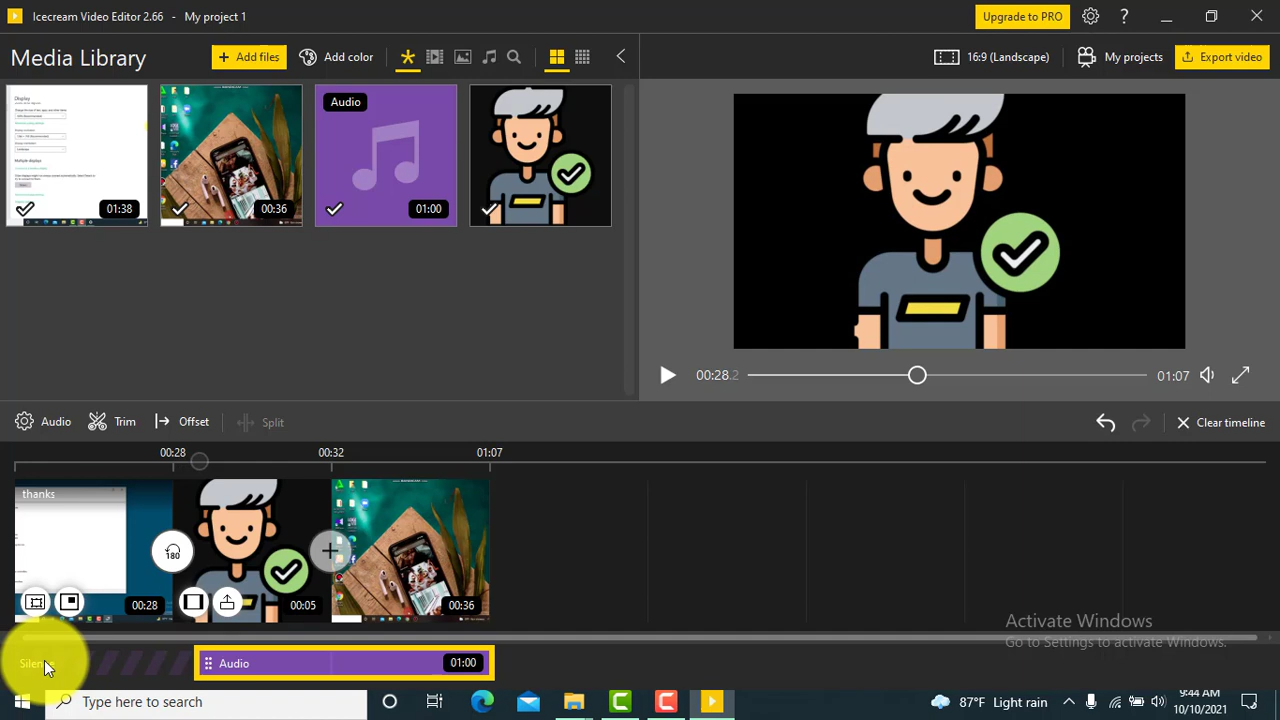 Icecream Video Editor 2.66 - My project 1
Upgrade to PRO
Media Library
Add files
Add color
16:9 (Landscape)
My projects
Export video
Display
Multiple displays
01:38
00:36
Audio
01:00
00:28.2
01:07
Audio
Trim
Offset
Split
Clear timeline
00:28
00:32
01:07
thanks
180
00:28
00:05
00:36
Activate Windows
Go to Settings to activate Windows.
Audio
01:00
Type here to search
87°F Light rain
9:44 AM
10/10/2021